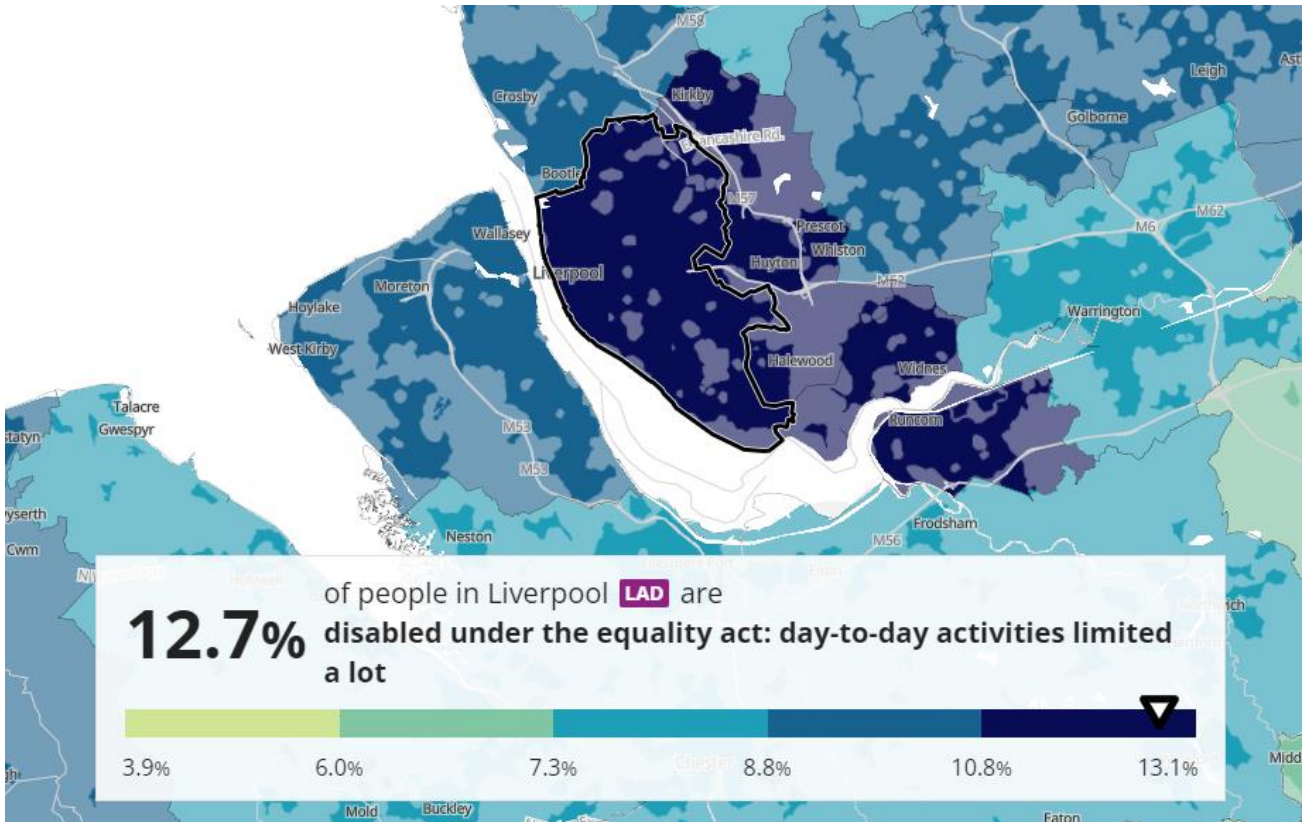 M58
Leigh
Crosby
Kirkby
Golborne
Lancashire Rd.
Bootle
M57
M62
Prescot
M6
Wallasey
Whiston
Huyton
Liverpool
M62
Moreton
Hoylake
Warrington
West Kirby
Halewood
Widnes
Talacre
Runcorn
Gwespyr
M53
M53
Frodsham
Neston
M56
Cwm
of people in Liverpool LAD are
12.7% disabled under the equality act: day-to-day activities limited
a lot
3.9% 6.0% 7.3% 8.8% 10.8% 13.1%
Chester
Mold
Buckley
Eaton